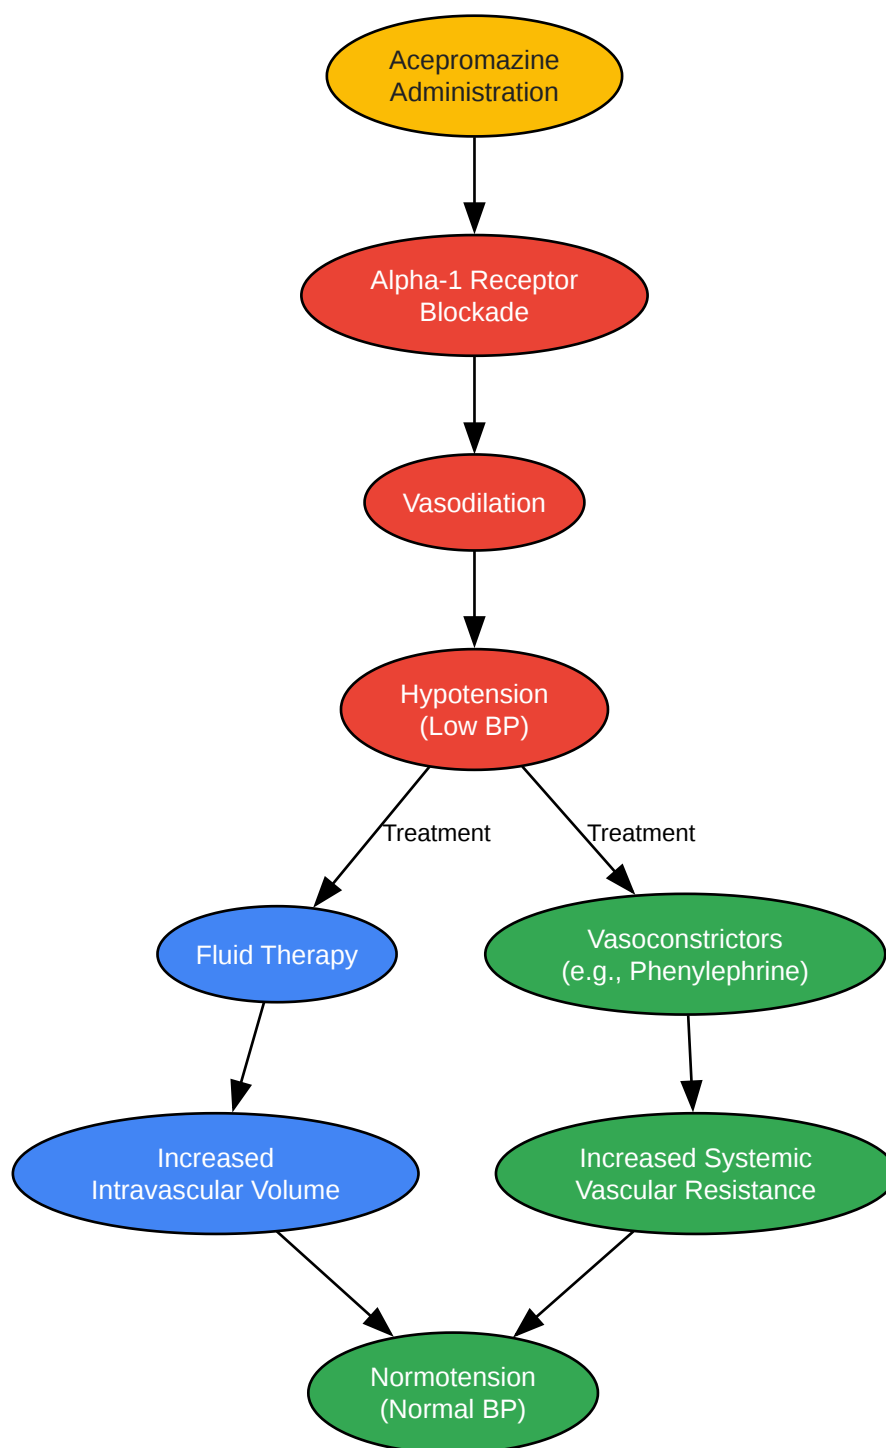 Acepromazine
Administration
Alpha-1 Receptor
Blockade
Vasodilation
Hypotension
(Low BP)
Treatment
Treatment
Fluid Therapy
Vasoconstrictors
(e.g., Phenylephrine)
Increased
Intravascular Volume
Increased Systemic
Vascular Resistance
Normotension
(Normal BP)